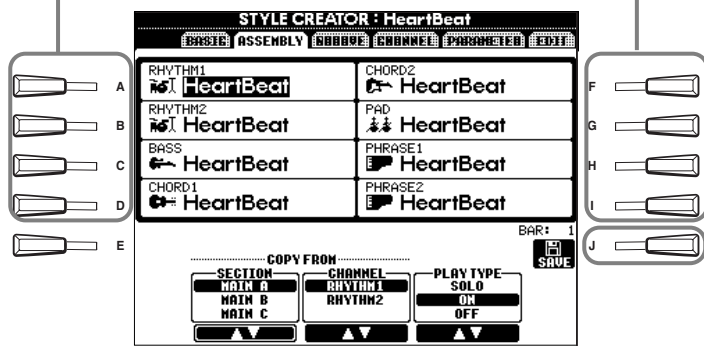 STYLE CREATOR : HeartBeat
BASIC ASSEMBLY GROOVE CHANNEL PARAMETER EDIT
RHYTHM1 CHORD2
HeartBeat HeartBeat
RHYTHM2 PAD
HeartBeat HeartBeat
BASS PHRASE1
HeartBeat HeartBeat
CHORD1 PHRASE2
HeartBeat HeartBeat
A
B
C
D
E
F
G
H
I
J
BAR: 1
SAVE
COPY FROM
SECTION CHANNEL PLAY TYPE
MAIN A RHYTHM1 SOLO
MAIN B RHYTHM2 ON
MAIN C OFF